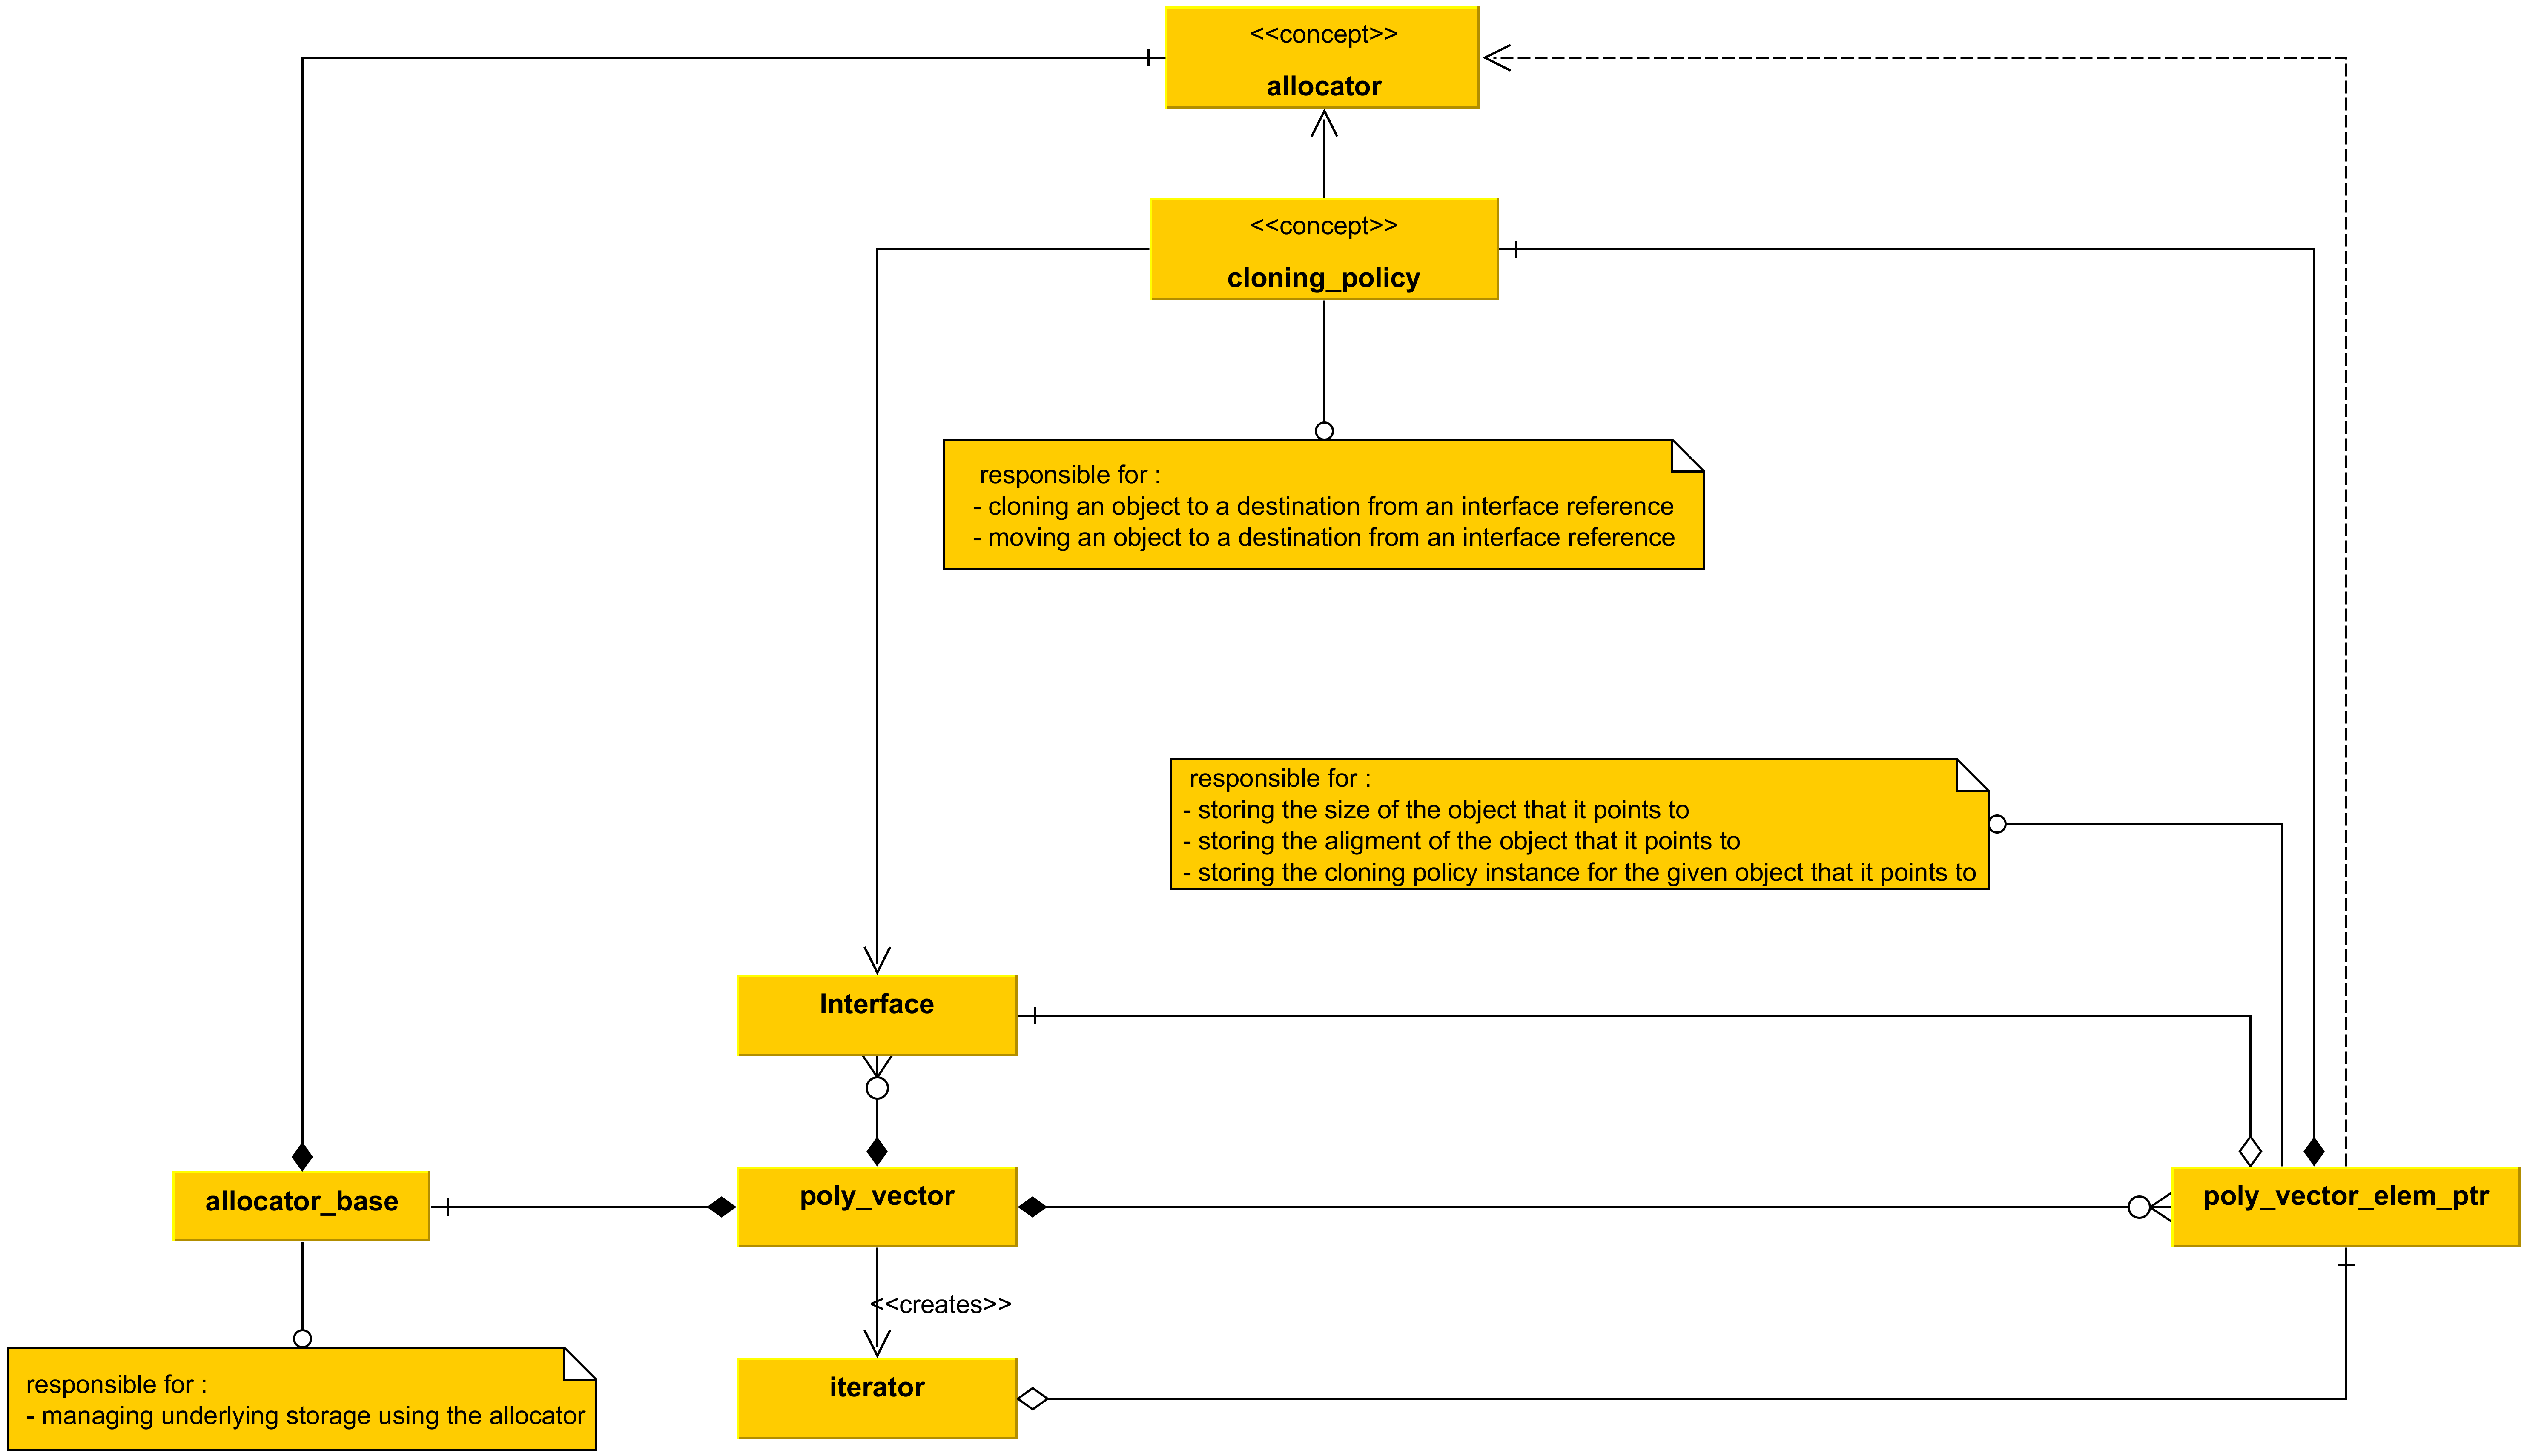 <<concept>>
allocator
<<concept>>
cloning_policy
responsible for :
- cloning an object to a destination from an interface reference
- moving an object to a destination from an interface reference
responsible for :
- storing the size of the object that it points to
- storing the aligment of the object that it points to
- storing the cloning policy instance for the given object that it points to
Interface
allocator_base
poly_vector
poly_vector_elem_ptr
<<creates>>
responsible for :
- managing underlying storage using the allocator
iterator